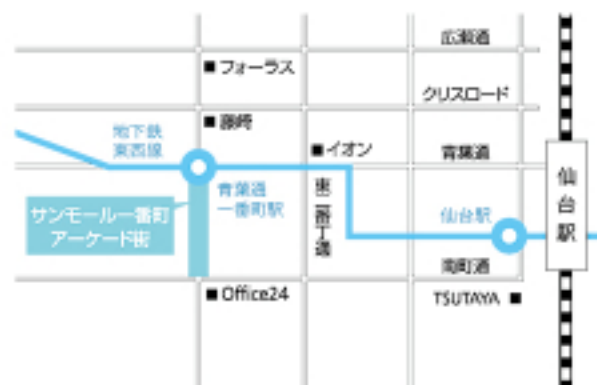 広瀬通
■フォーラス
クリスロード
■藤崎
地下鉄
東西線
■イオン
青葉通
仙台駅
青葉通
一番町駅
東二番丁通
サンモール一番町
アーケード街
仙台駅
南町通
■Office24
TSUTAYA ■